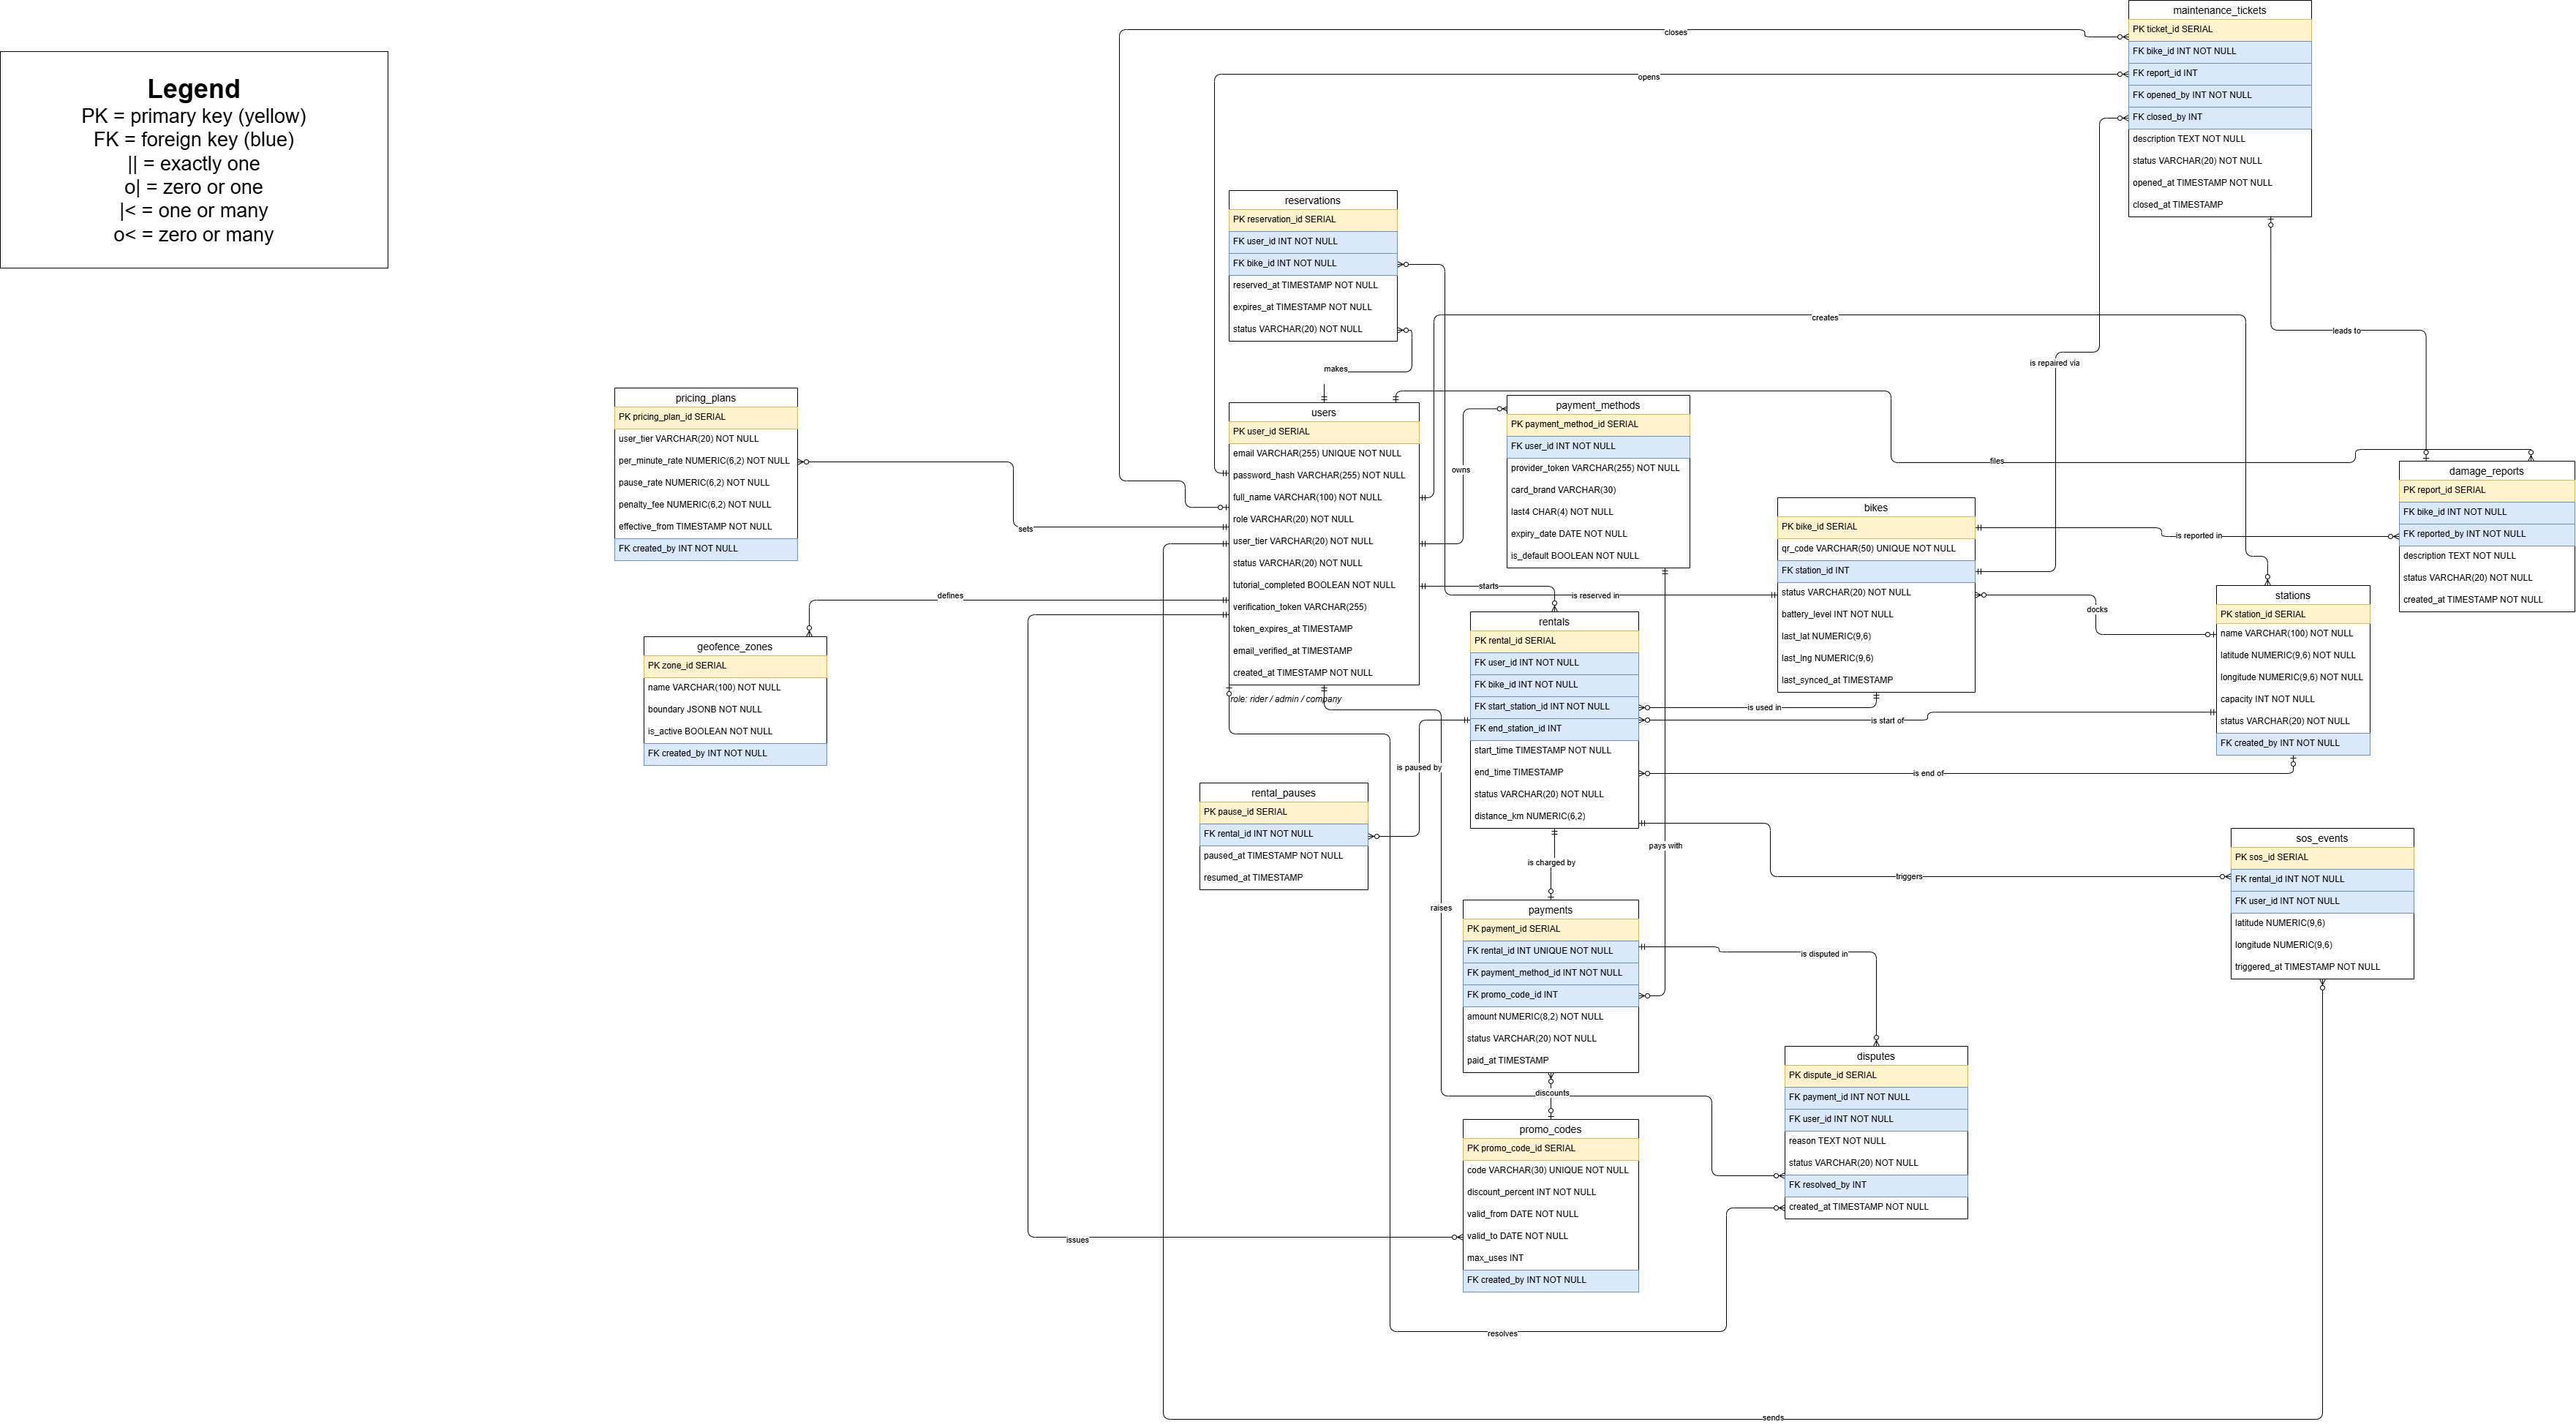 Legend
PK = primary key (yellow)
FK = foreign key (blue)
|| = exactly one
o| = zero or one
|< = one or many
o< = zero or many
maintenance_tickets
PK ticket_id SERIAL
FK bike_id INT NOT NULL
FK report_id INT
FK opened_by INT NOT NULL
FK closed_by INT
description TEXT NOT NULL
status VARCHAR(20) NOT NULL
opened_at TIMESTAMP NOT NULL
closed_at TIMESTAMP
closes
opens
reservations
PK reservation_id SERIAL
FK user_id INT NOT NULL
FK bike_id INT NOT NULL
reserved_at TIMESTAMP NOT NULL
expires_at TIMESTAMP NOT NULL
status VARCHAR(20) NOT NULL
creates
leads to
is repaired via
makes
pricing_plans
PK pricing_plan_id SERIAL
user_tier VARCHAR(20) NOT NULL
per_minute_rate NUMERIC(6,2) NOT NULL
pause_rate NUMERIC(6,2) NOT NULL
penalty_fee NUMERIC(6,2) NOT NULL
effective_from TIMESTAMP NOT NULL
FK created_by INT NOT NULL
sets
users
PK user_id SERIAL
email VARCHAR(255) UNIQUE NOT NULL
password_hash VARCHAR(255) NOT NULL
full_name VARCHAR(100) NOT NULL
role VARCHAR(20) NOT NULL
user_tier VARCHAR(20) NOT NULL
status VARCHAR(20) NOT NULL
tutorial_completed BOOLEAN NOT NULL
verification_token VARCHAR(255)
token_expires_at TIMESTAMP
email_verified_at TIMESTAMP
created_at TIMESTAMP NOT NULL
role: rider / admin / company
owns
payment_methods
PK payment_method_id SERIAL
FK user_id INT NOT NULL
provider_token VARCHAR(255) NOT NULL
card_brand VARCHAR(30)
last4 CHAR(4) NOT NULL
expiry_date DATE NOT NULL
is_default BOOLEAN NOT NULL
files
damage_reports
PK report_id SERIAL
FK bike_id INT NOT NULL
FK reported_by INT NOT NULL
description TEXT NOT NULL
status VARCHAR(20) NOT NULL
created_at TIMESTAMP NOT NULL
bikes
PK bike_id SERIAL
qr_code VARCHAR(50) UNIQUE NOT NULL
FK station_id INT
status VARCHAR(20) NOT NULL
battery_level INT NOT NULL
last_lat NUMERIC(9,6)
last_lng NUMERIC(9,6)
last_synced_at TIMESTAMP
is reported in
starts
is reserved in
defines
docks
stations
PK station_id SERIAL
name VARCHAR(100) NOT NULL
latitude NUMERIC(9,6) NOT NULL
longitude NUMERIC(9,6) NOT NULL
capacity INT NOT NULL
status VARCHAR(20) NOT NULL
FK created_by INT NOT NULL
geofence_zones
PK zone_id SERIAL
name VARCHAR(100) NOT NULL
boundary JSONB NOT NULL
is_active BOOLEAN NOT NULL
FK created_by INT NOT NULL
rentals
PK rental_id SERIAL
FK user_id INT NOT NULL
FK bike_id INT NOT NULL
FK start_station_id INT NOT NULL
FK end_station_id INT
start_time TIMESTAMP NOT NULL
end_time TIMESTAMP
status VARCHAR(20) NOT NULL
distance_km NUMERIC(6,2)
is used in
is start of
is end of
is paused by
rental_pauses
PK pause_id SERIAL
FK rental_id INT NOT NULL
paused_at TIMESTAMP NOT NULL
resumed_at TIMESTAMP
is charged by
pays with
triggers
sos_events
PK sos_id SERIAL
FK rental_id INT NOT NULL
FK user_id INT NOT NULL
latitude NUMERIC(9,6)
longitude NUMERIC(9,6)
triggered_at TIMESTAMP NOT NULL
raises
payments
PK payment_id SERIAL
FK rental_id INT UNIQUE NOT NULL
FK payment_method_id INT NOT NULL
FK promo_code_id INT
amount NUMERIC(8,2) NOT NULL
status VARCHAR(20) NOT NULL
paid_at TIMESTAMP
is disputed in
discounts
disputes
PK dispute_id SERIAL
FK payment_id INT NOT NULL
FK user_id INT NOT NULL
reason TEXT NOT NULL
status VARCHAR(20) NOT NULL
FK resolved_by INT
created_at TIMESTAMP NOT NULL
promo_codes
PK promo_code_id SERIAL
code VARCHAR(30) UNIQUE NOT NULL
discount_percent INT NOT NULL
valid_from DATE NOT NULL
valid_to DATE NOT NULL
max_uses INT
FK created_by INT NOT NULL
issues
resolves
sends